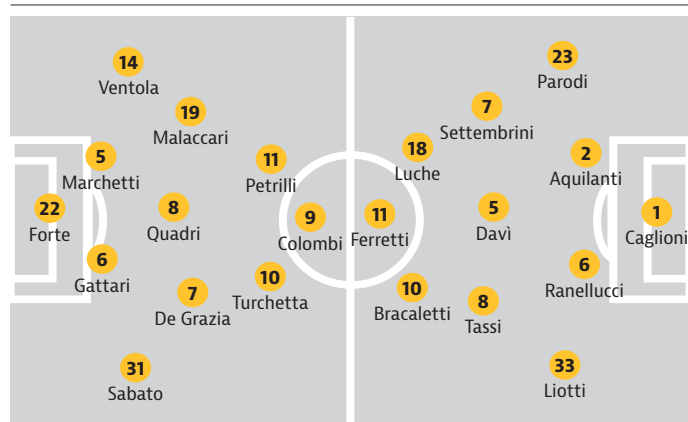 14
Ventola
19
Malaccari
5
Marchetti
11
Petrilli
22
Forte
8
Quadri
9
Colombi
6
Gattari
10
Turchetta
7
De Grazia
31
Sabato
23
Parodi
7
Settembrini
18
Luche
2
Aquilanti
11
Ferretti
5
Davì
1
Caglioni
6
Ranellucci
10
Bracaletti
8
Tassi
33
Liotti